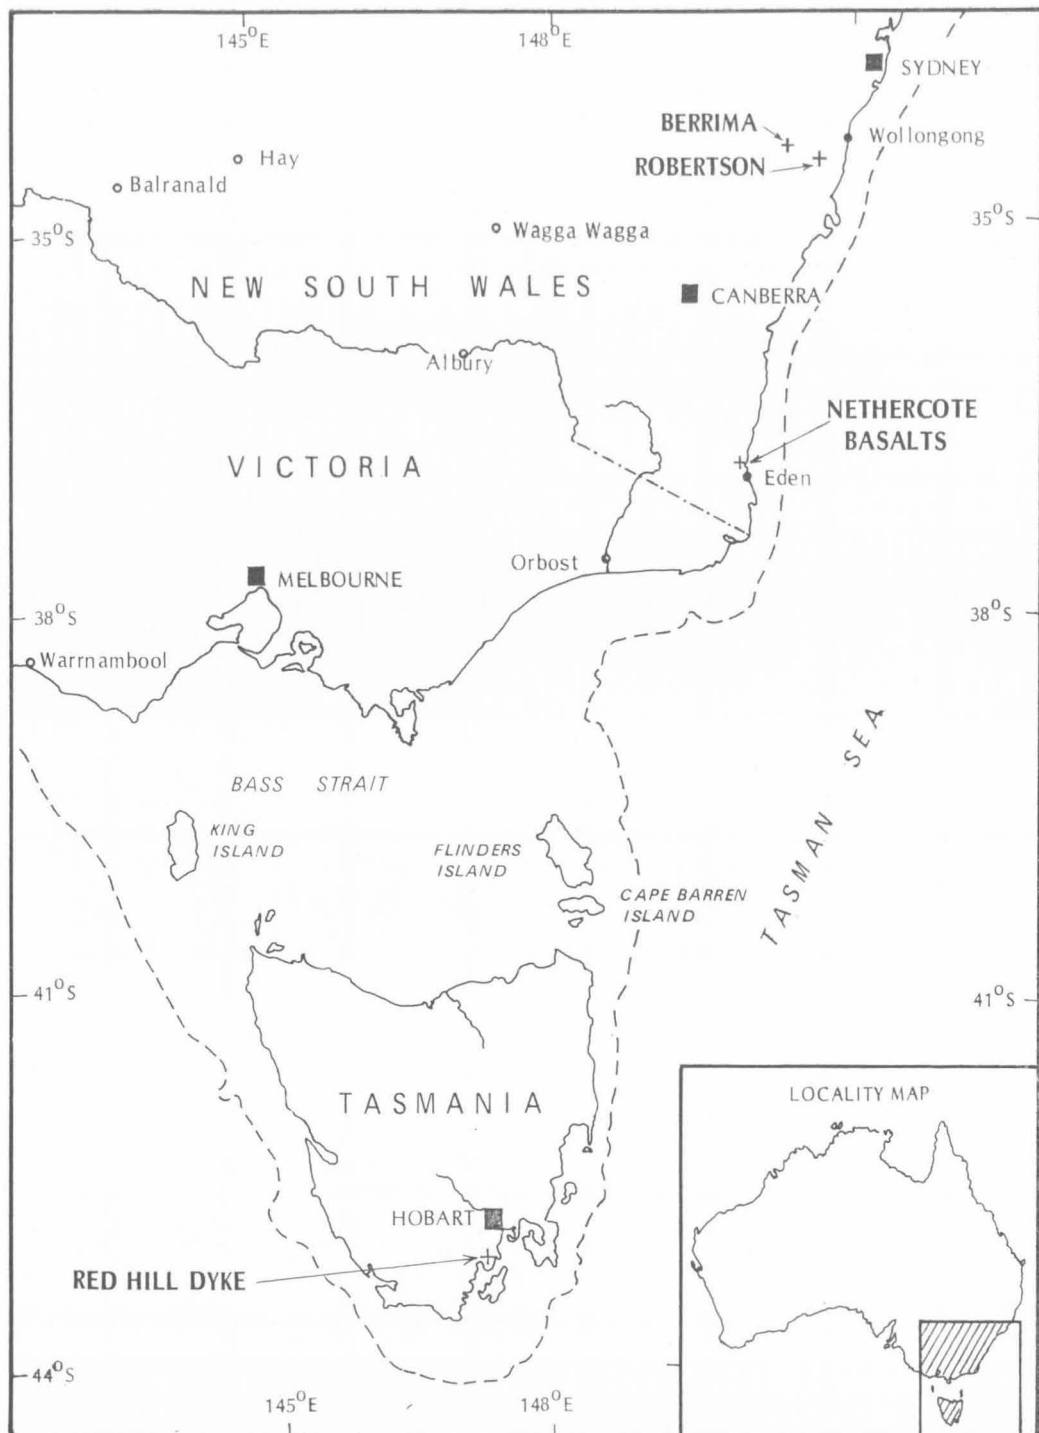 145°E
148°E
SYDNEY
BERRIMA
Wollongong
ROBERTSON
Hay
Balranald
35°S
35°S
Wagga Wagga
NEW SOUTH WALES
CANBERRA
Albury
NETHERCOTE
BASALTS
VICTORIA
Eden
Orbost
MELBOURNE
38°S
38°S
Warrnambool
TASMAN SEA
BASS STRAIT
KING
ISLAND
FLINDERS
ISLAND
CAPE BARREN
ISLAND
41°S
41°S
LOCALITY MAP
TASMANIA
HOBART
RED HILL DYKE
44°S
145°E
148°E